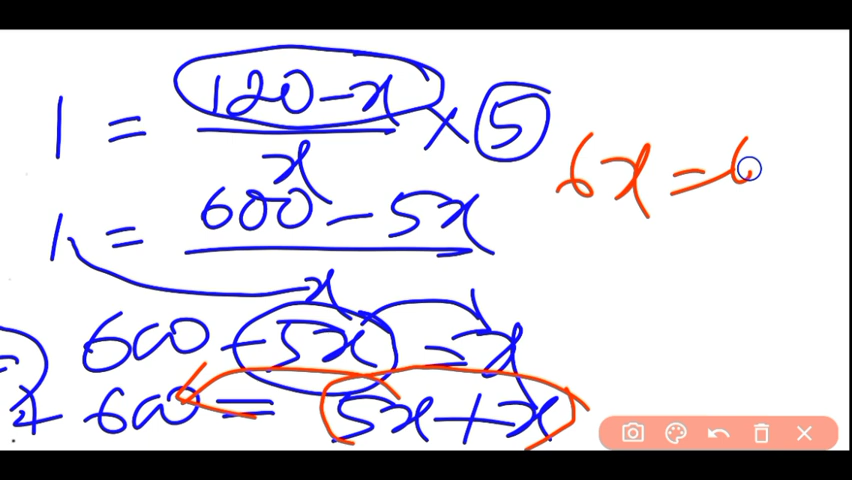 1 = (120 - x)/x × 5
6x = 6
1 = (600 - 5x)/x
600 - 5x = x
600 = 5x + x